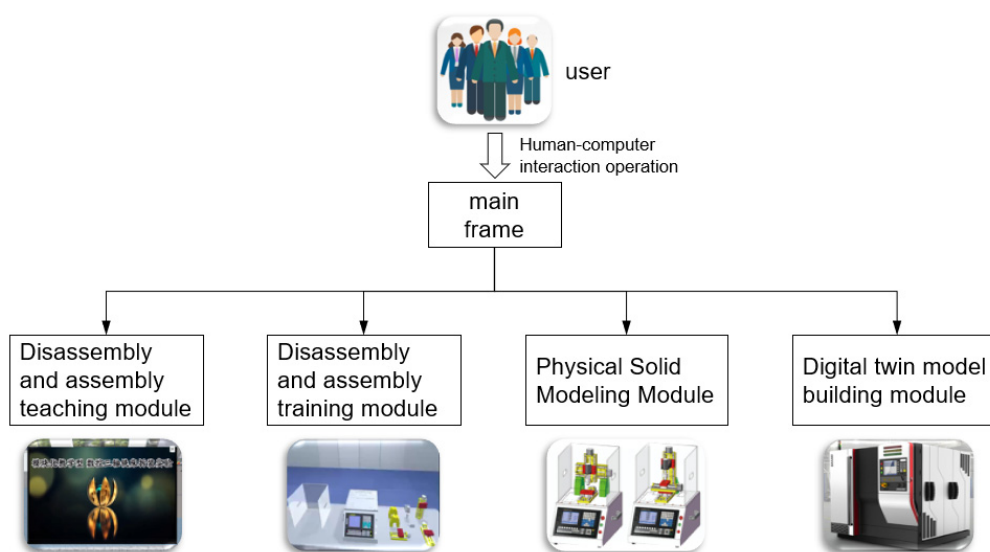 user
Human-computer
interaction operation
main
frame
Disassembly
and assembly
teaching module
Disassembly
and assembly
training module
Physical Solid
Modeling Module
Digital twin model
building module